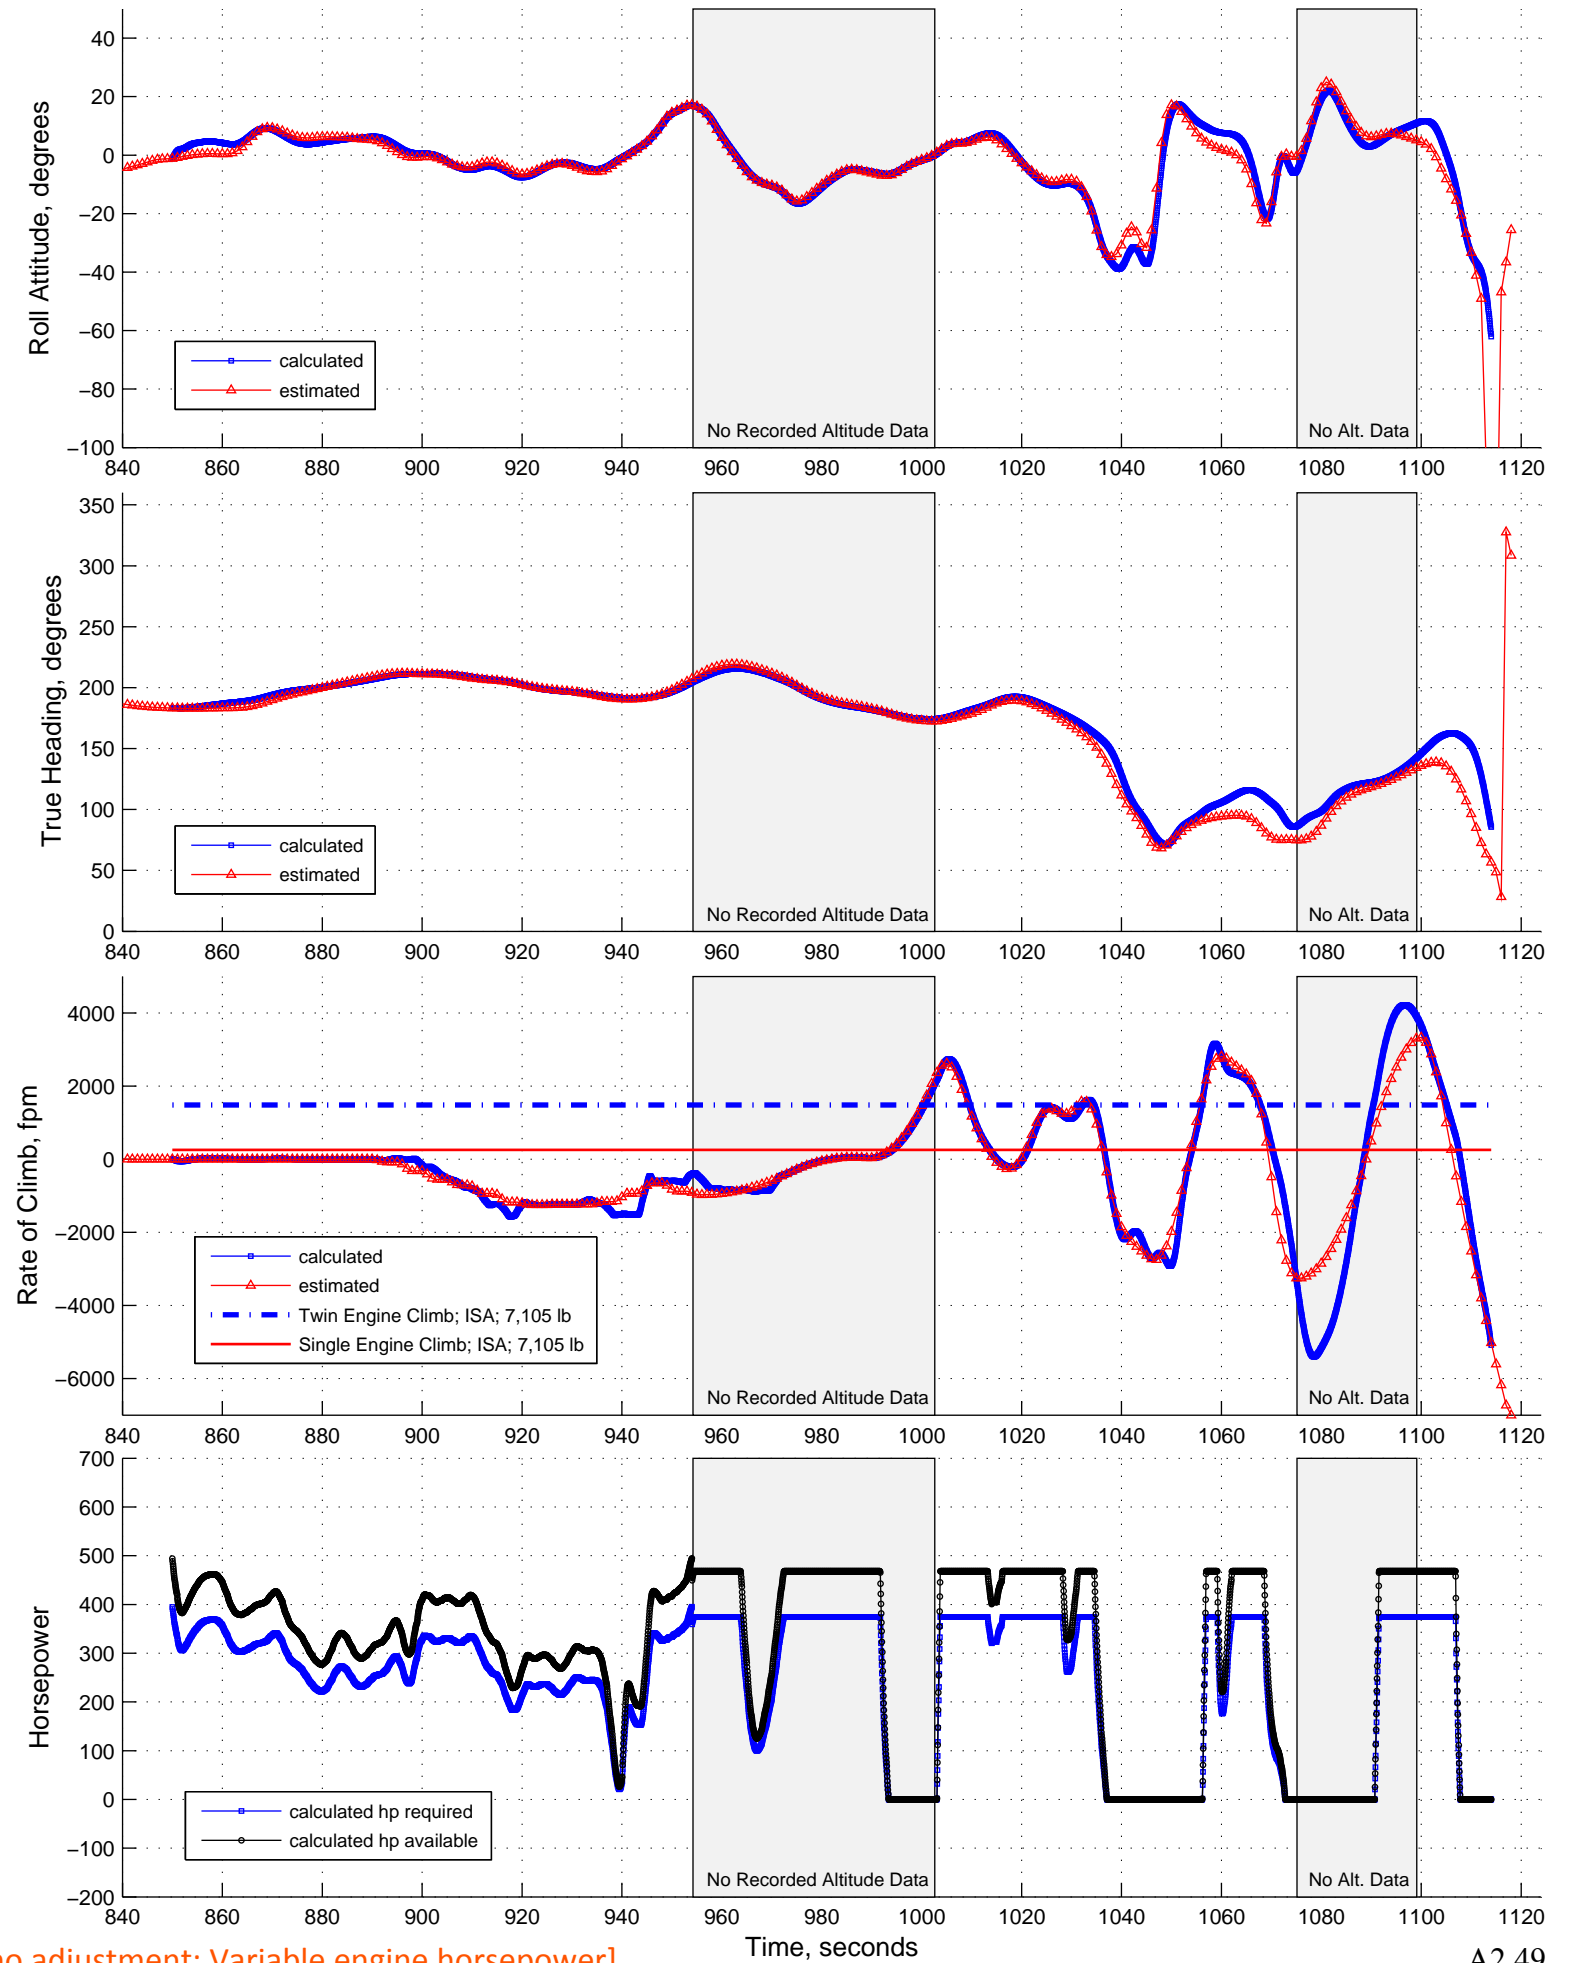 40
20
0
−20
−40
−60
−80
−100
Roll Attitude, degrees
calculated
estimated
No Recorded Altitude Data
No Alt. Data
840 860 880 900 920 940 960 980 1000 1020 1040 1060 1080 1100 1120
350
300
250
200
150
100
50
0
True Heading, degrees
calculated
estimated
No Recorded Altitude Data
No Alt. Data
840 860 880 900 920 940 960 980 1000 1020 1040 1060 1080 1100 1120
4000
2000
0
−2000
−4000
−6000
Rate of Climb, fpm
calculated
estimated
Twin Engine Climb; ISA; 7,105 lb
Single Engine Climb; ISA; 7,105 lb
No Recorded Altitude Data
No Alt. Data
840 860 880 900 920 940 960 980 1000 1020 1040 1060 1080 1100 1120
700
600
500
400
300
200
100
0
−100
−200
Horsepower
calculated hp required
calculated hp available
No Recorded Altitude Data
No Alt. Data
840 860 880 900 920 940 960 980 1000 1020 1040 1060 1080 1100 1120
Time, seconds
no adjustment; Variable engine horsepower]
A2.49